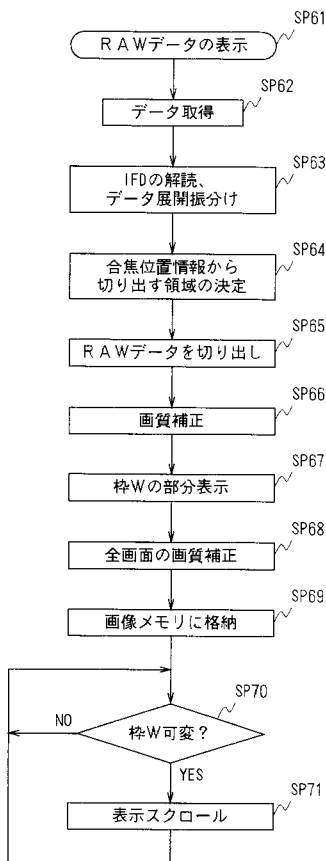 SP61
RAWデータの表示
SP62
データ取得
SP63
IFDの解読、
データ展開振分け
SP64
合焦位置情報から
切り出す領域の決定
SP65
RAWデータを切り出し
SP66
画質補正
SP67
枠Wの部分表示
SP68
全画面の画質補正
SP69
画像メモリに格納
SP70
NO
枠W可変?
YES
SP71
表示スクロール